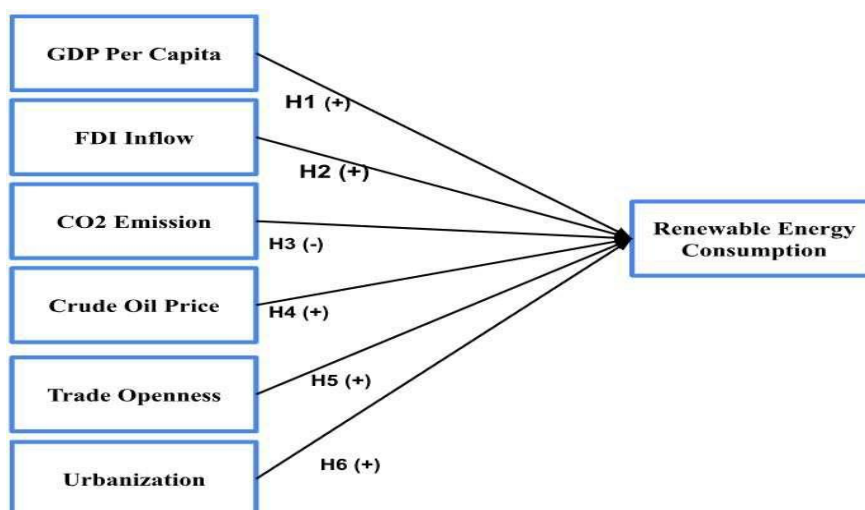 GDP Per Capita
H1 (+)
FDI Inflow
H2 (+)
CO2 Emission
H3 (-)
Renewable Energy
Consumption
Crude Oil Price
H4 (+)
Trade Openness
H5 (+)
Urbanization
H6 (+)